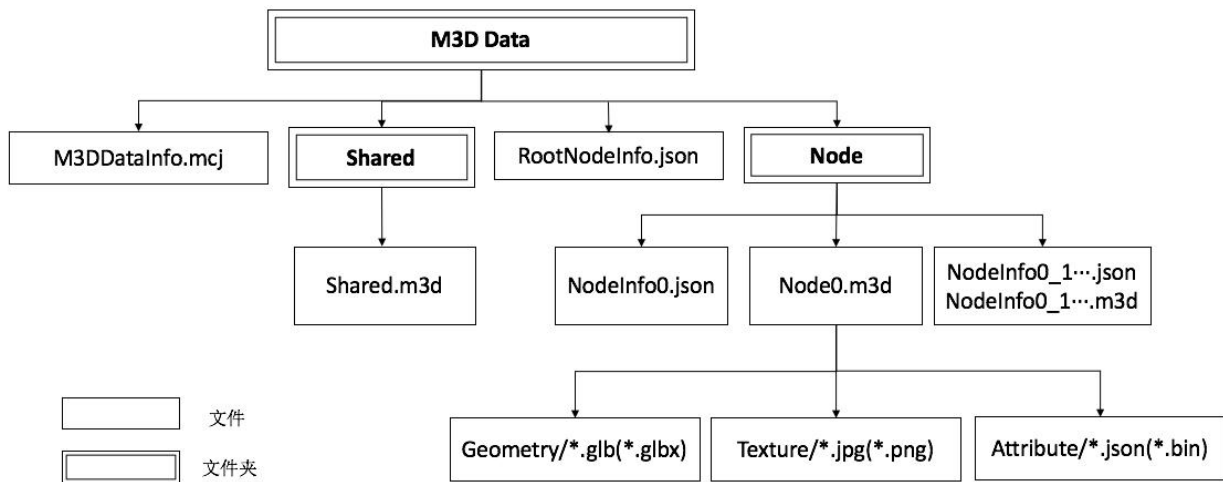 M3D Data
M3DDataInfo.mcj
Shared
RootNodeInfo.json
Node
Shared.m3d
NodeInfo0.json
Node0.m3d
NodeInfo0_1….json
NodeInfo0_1….m3d
文件
文件夹
Geometry/*.glb(*.glbx)
Texture/*.jpg(*.png)
Attribute/*.json(*.bin)